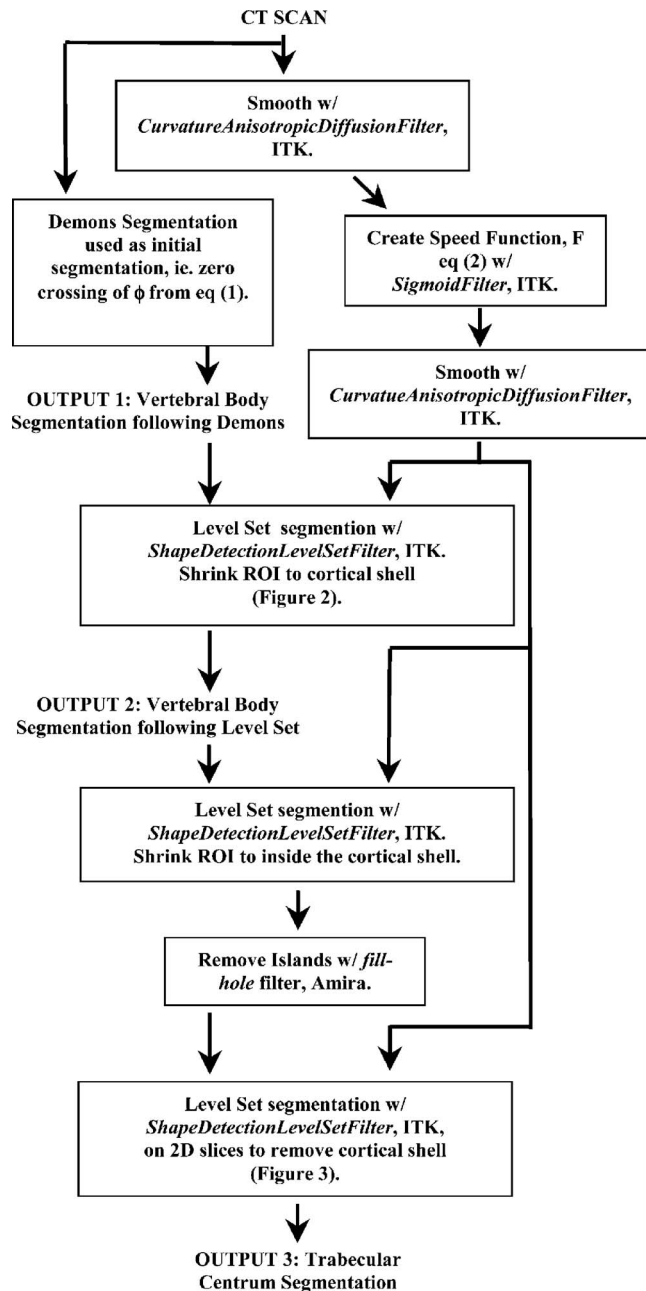 CT SCAN
Smooth w/
CurvatureAnisotropicDiffusionFilter,
ITK.
Demons Segmentation
used as initial
segmentation, ie. zero
crossing of ϕ from eq (1).
Create Speed Function, F
eq (2) w/
SigmoidFilter, ITK.
Smooth w/
CurvatueAnisotropicDiffusionFilter,
ITK.
OUTPUT 1: Vertebral Body
Segmentation following Demons
Level Set segmention w/
ShapeDetectionLevelSetFilter, ITK.
Shrink ROI to cortical shell
(Figure 2).
OUTPUT 2: Vertebral Body
Segmentation following Level Set
Level Set segmention w/
ShapeDetectionLevelSetFilter, ITK.
Shrink ROI to inside the cortical shell.
Remove Islands w/ fill-
hole filter, Amira.
Level Set segmentation w/
ShapeDetectionLevelSetFilter, ITK,
on 2D slices to remove cortical shell
(Figure 3).
OUTPUT 3: Trabecular
Centrum Segmentation